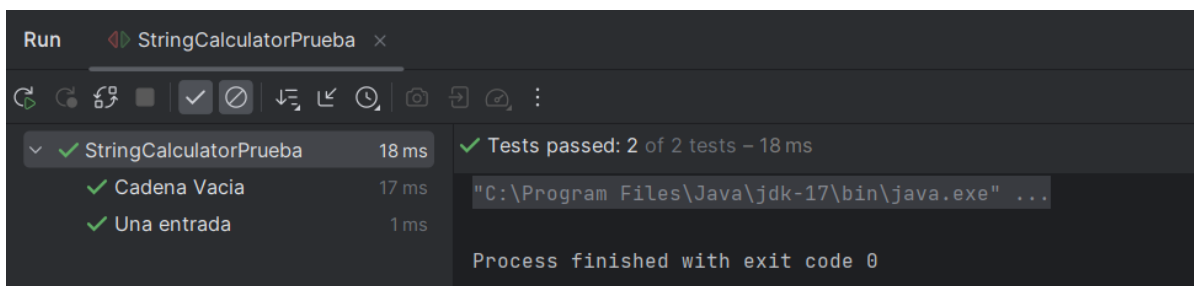 Run StringCalculatorPrueba ×
StringCalculatorPrueba 18 ms
Cadena Vacia 17 ms
Una entrada 1 ms
Tests passed: 2 of 2 tests – 18 ms
"C:\Program Files\Java\jdk-17\bin\java.exe" ...
Process finished with exit code 0